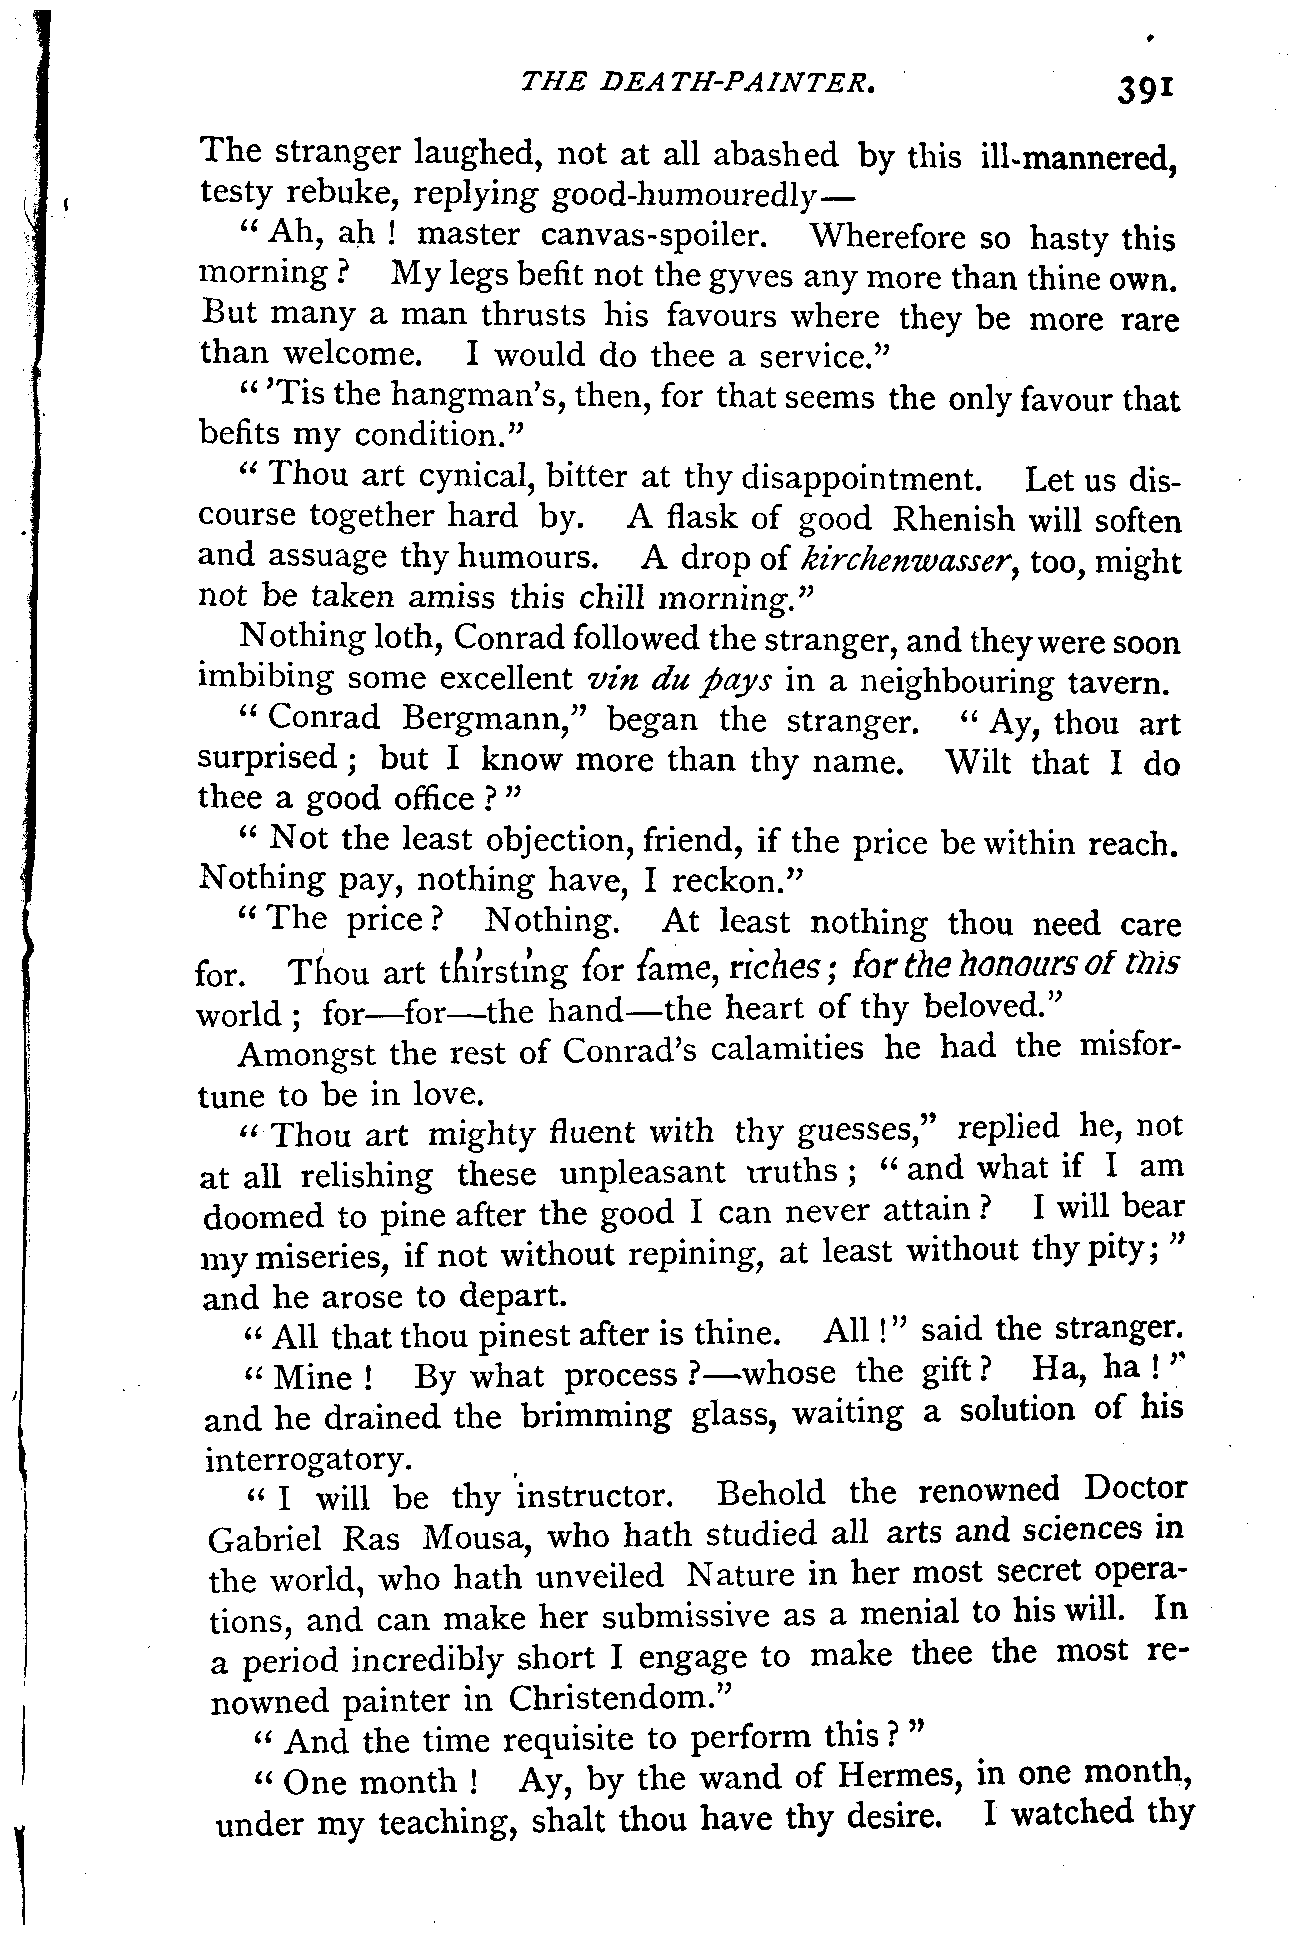 THE DEATH-PAINTER. 391
The stranger laughed, not at all abashed by this ill-mannered,
testy rebuke, replying good-humouredly—
“ Ah, ah ! master canvas-spoiler. Wherefore so hasty this
morning ? My legs befit not the gyves any more than thine own.
But many a man thrusts his favours where they be more rare
than welcome. I would do thee a service.”
“ ’Tis the hangman's, then, for that seems the only favour that
befits my condition.”
“ Thou art cynical, bitter at thy disappointment. Let us dis-
course together hard by. A flask of good Rhenish will soften
and assuage thy humours. A drop of kirchenwasser, too, might
not be taken amiss this chill morning.”
Nothing loth, Conrad followed the stranger, and they were soon
imbibing some excellent vin du pays in a neighbouring tavern.
“ Conrad Bergmann,” began the stranger. “ Ay, thou art
surprised ; but I know more than thy name. Wilt that I do
thee a good office ? ”
“ Not the least objection, friend, if the price be within reach.
Nothing pay, nothing have, I reckon.”
“ The price ? Nothing. At least nothing thou need care
for. Thou art thirsting for fame, riches ; for the honours of this
world ; for—for—the hand—the heart of thy beloved.”
Amongst the rest of Conrad's calamities he had the misfor-
tune to be in love.
“ Thou art mighty fluent with thy guesses,” replied he, not
at all relishing these unpleasant truths ; “ and what if I am
doomed to pine after the good I can never attain ? I will bear
my miseries, if not without repining, at least without thy pity; ”
and he arose to depart.
“ All that thou pinest after is thine. All !” said the stranger.
“ Mine ! By what process ?—whose the gift ? Ha, ha ! ”
and he drained the brimming glass, waiting a solution of his
interrogatory.
“ I will be thy instructor. Behold the renowned Doctor
Gabriel Ras Mousa, who hath studied all arts and sciences in
the world, who hath unveiled Nature in her most secret opera-
tions, and can make her submissive as a menial to his will. In
a period incredibly short I engage to make thee the most re-
nowned painter in Christendom.”
“ And the time requisite to perform this ? ”
“ One month ! Ay, by the wand of Hermes, in one month,
under my teaching, shalt thou have thy desire. I watched thy